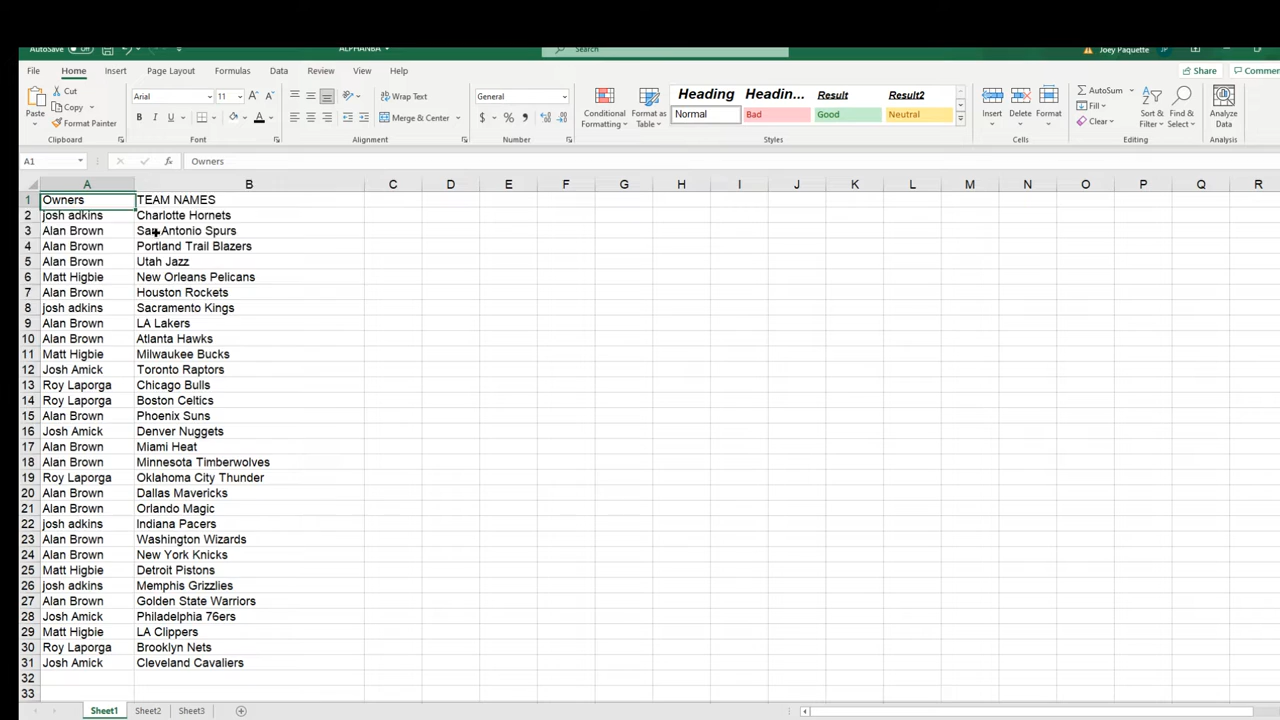 AutoSave Off ALPHANBA Search Joey Paquette JP
File Home Insert Page Layout Formulas Data Review View Help Share Comments
Paste Cut Copy Format Painter Clipboard
Arial 11 B I U Font
Wrap Text Merge & Center Alignment
General $ % Number
Conditional Formatting Format as Table
Heading Headin... Result Result2
Normal Bad Good Neutral Styles
Insert Delete Format Cells
AutoSum Fill Clear Sort & Filter Find & Select Editing
Analyze Data Analysis
A1 fx Owners
A B C D E F G H I J K L M N O P Q R
1 Owners TEAM NAMES
2 josh adkins Charlotte Hornets
3 Alan Brown San Antonio Spurs
4 Alan Brown Portland Trail Blazers
5 Alan Brown Utah Jazz
6 Matt Higbie New Orleans Pelicans
7 Alan Brown Houston Rockets
8 josh adkins Sacramento Kings
9 Alan Brown LA Lakers
10 Alan Brown Atlanta Hawks
11 Matt Higbie Milwaukee Bucks
12 Josh Amick Toronto Raptors
13 Roy Laporga Chicago Bulls
14 Roy Laporga Boston Celtics
15 Alan Brown Phoenix Suns
16 Josh Amick Denver Nuggets
17 Alan Brown Miami Heat
18 Alan Brown Minnesota Timberwolves
19 Roy Laporga Oklahoma City Thunder
20 Alan Brown Dallas Mavericks
21 Alan Brown Orlando Magic
22 josh adkins Indiana Pacers
23 Alan Brown Washington Wizards
24 Alan Brown New York Knicks
25 Matt Higbie Detroit Pistons
26 josh adkins Memphis Grizzlies
27 Alan Brown Golden State Warriors
28 Josh Amick Philadelphia 76ers
29 Matt Higbie LA Clippers
30 Roy Laporga Brooklyn Nets
31 Josh Amick Cleveland Cavaliers
32
33
Sheet1 Sheet2 Sheet3